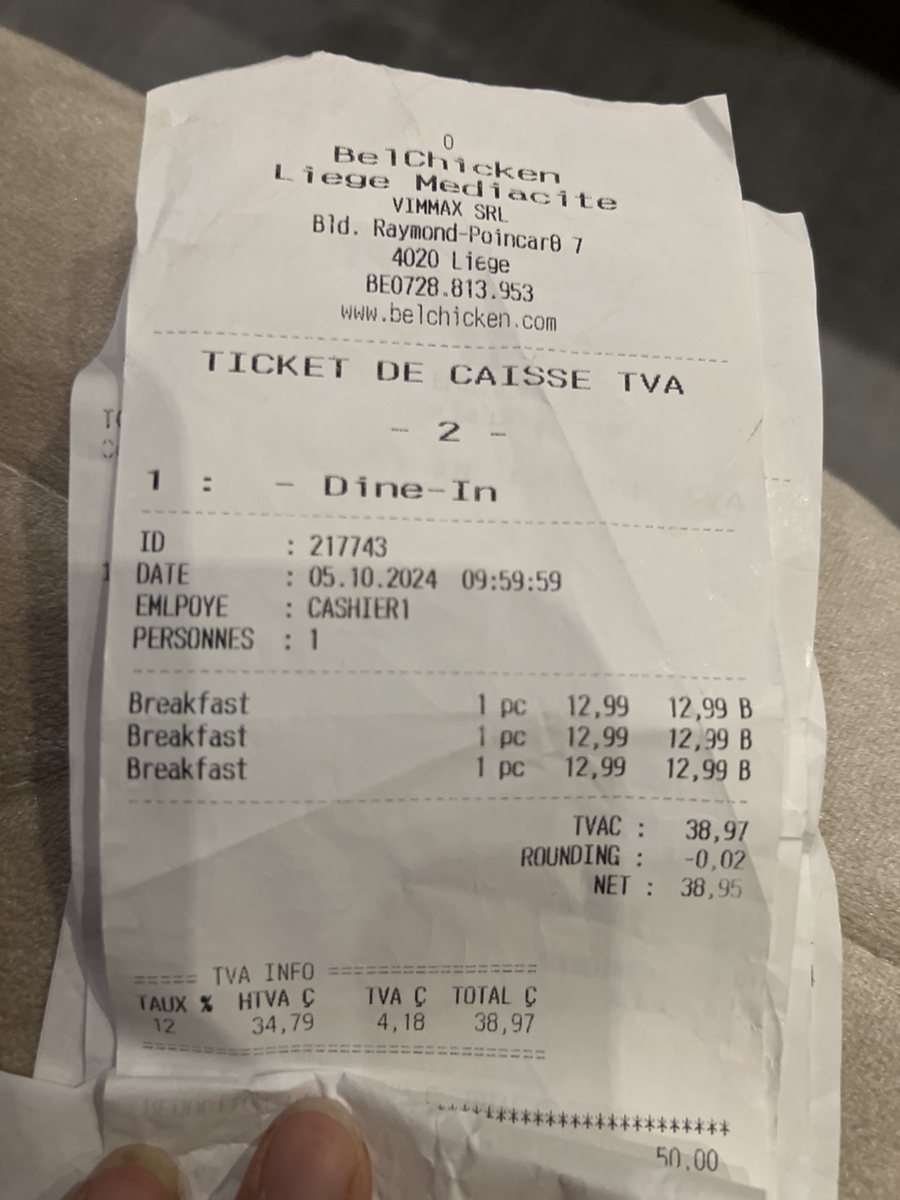 0
BelChicken
Liege Mediacite
VIMMAX SRL
Bld. Raymond-Poincar0 7
4020 Liege
BE0728.813.953
www.belchicken.com
TICKET DE CAISSE TVA
- 2 -
1 : - Dine-In
ID : 217743
DATE : 05.10.2024 09:59:59
EMLPOYE : CASHIER1
PERSONNES : 1
Breakfast 1 pc 12,99 12,99 B
Breakfast 1 pc 12,99 12,99 B
Breakfast 1 pc 12,99 12,99 B
TVAC : 38,97
ROUNDING : -0,02
NET : 38,95
===== TVA INFO ==================
TAUX % HTVA Ç TVA Ç TOTAL Ç
12 34,79 4,18 38,97
*********************
50.00